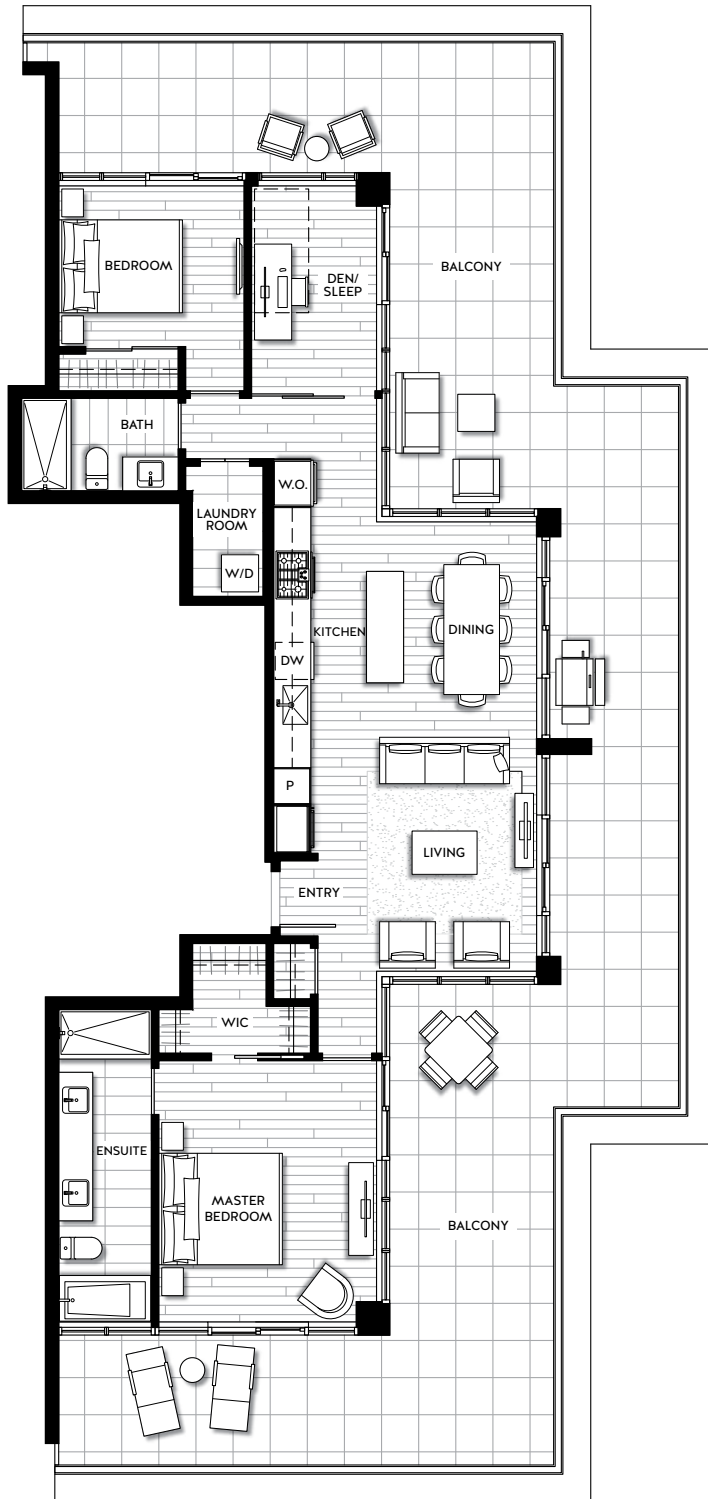 BEDROOM
DEN/
SLEEP
BALCONY
BATH
W.O.
LAUNDRY
ROOM
W/D
KITCHEN
DINING
DW
P
LIVING
ENTRY
WIC
ENSUITE
MASTER
BEDROOM
BALCONY